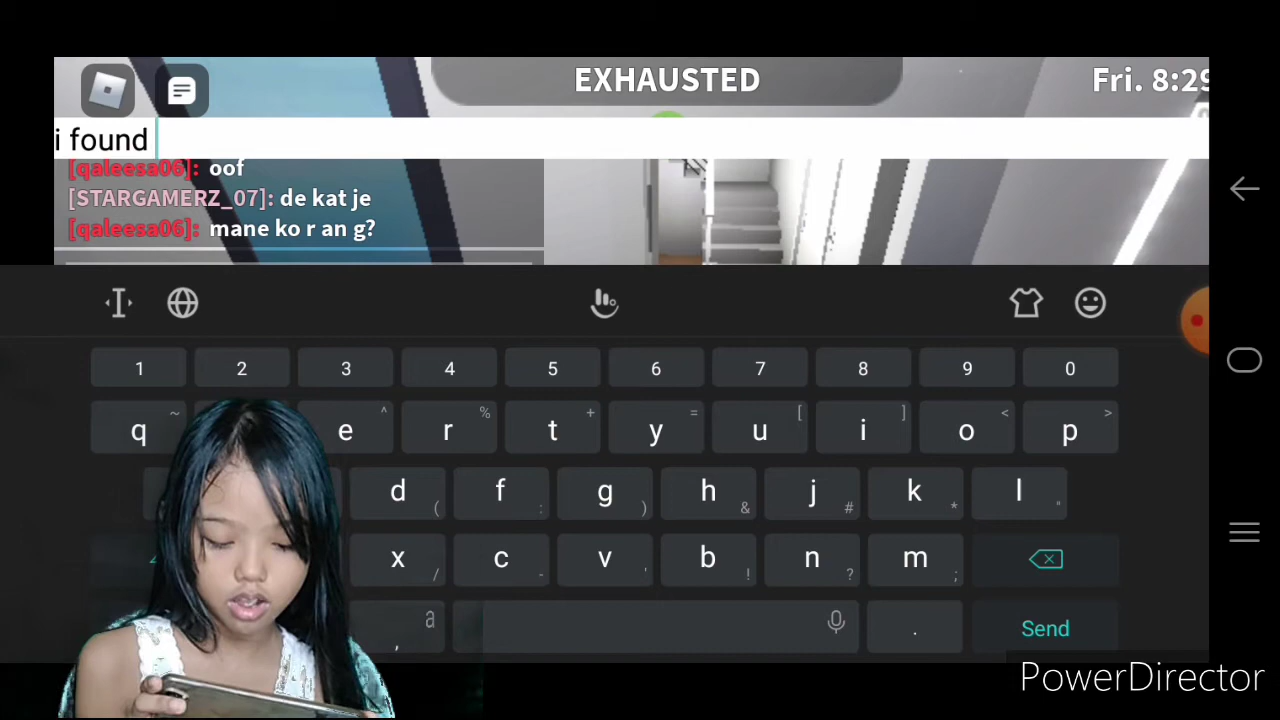 EXHAUSTED
Fri. 8:29
i found
[qaleesa06]: oof
[STARGAMERZ_07]: de kat je
[qaleesa06]: mane ko r an g?
1 2 3 4 5 6 7 8 9 0
~ ^ % + = [ ] < >
q e r t y u i o p
d f g h j k l
( : ) & # * "
x c v b n m
/ - ' ! ? ;
a
, . Send
PowerDirector